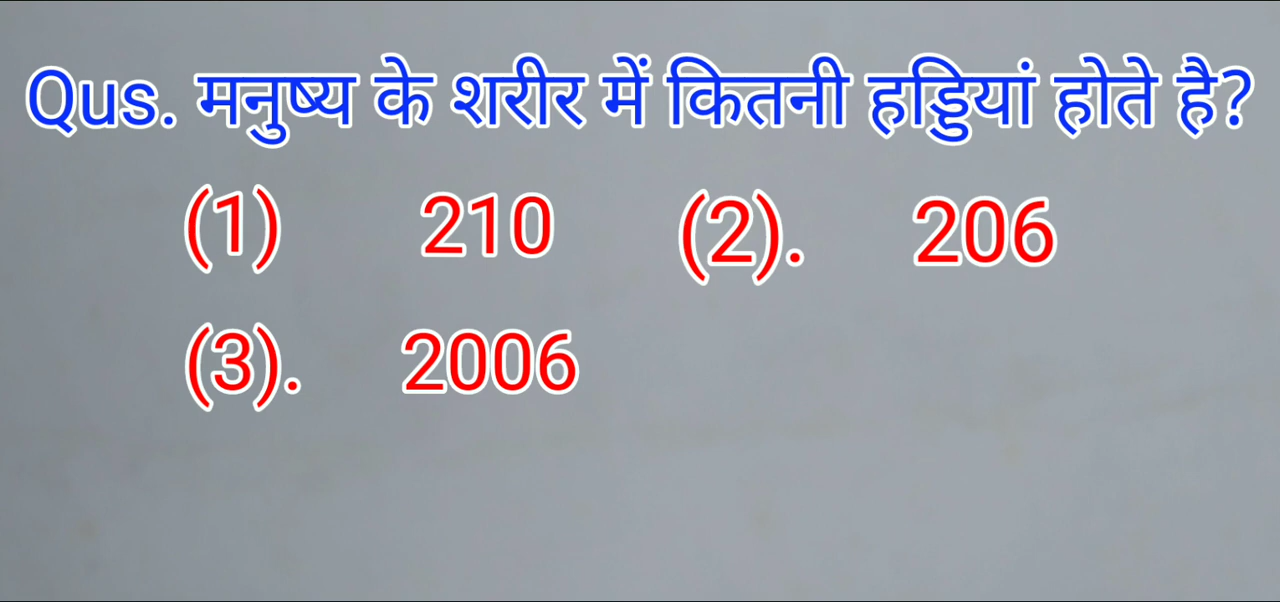 Qus. मनुष्य के शरीर में कितनी हड्डियां होते है?
(1) 210 (2). 206
(3). 2006